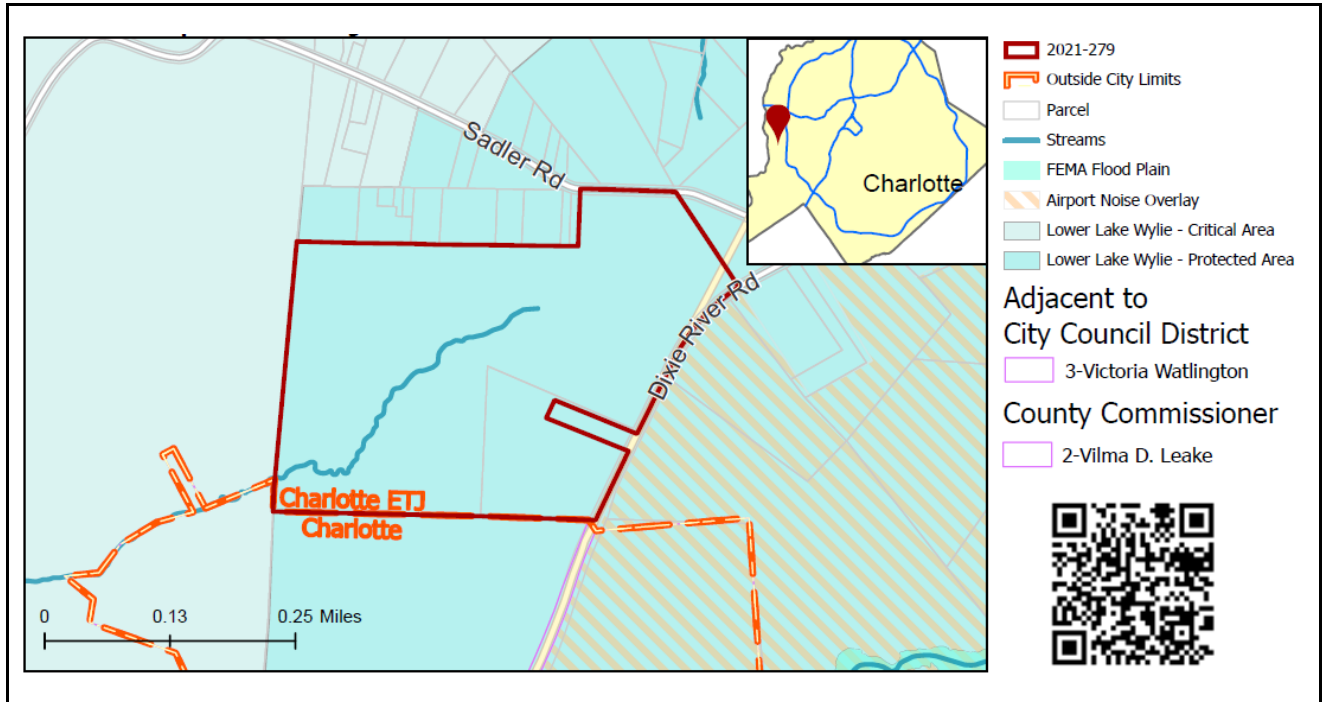 Sadler Rd
Charlotte
Dixie River Rd
Charlotte ETJ
Charlotte
0 0.13 0.25 Miles
2021-279
Outside City Limits
Parcel
Streams
FEMA Flood Plain
Airport Noise Overlay
Lower Lake Wylie - Critical Area
Lower Lake Wylie - Protected Area
Adjacent to
City Council District
3-Victoria Watlington
County Commissioner
2-Vilma D. Leake